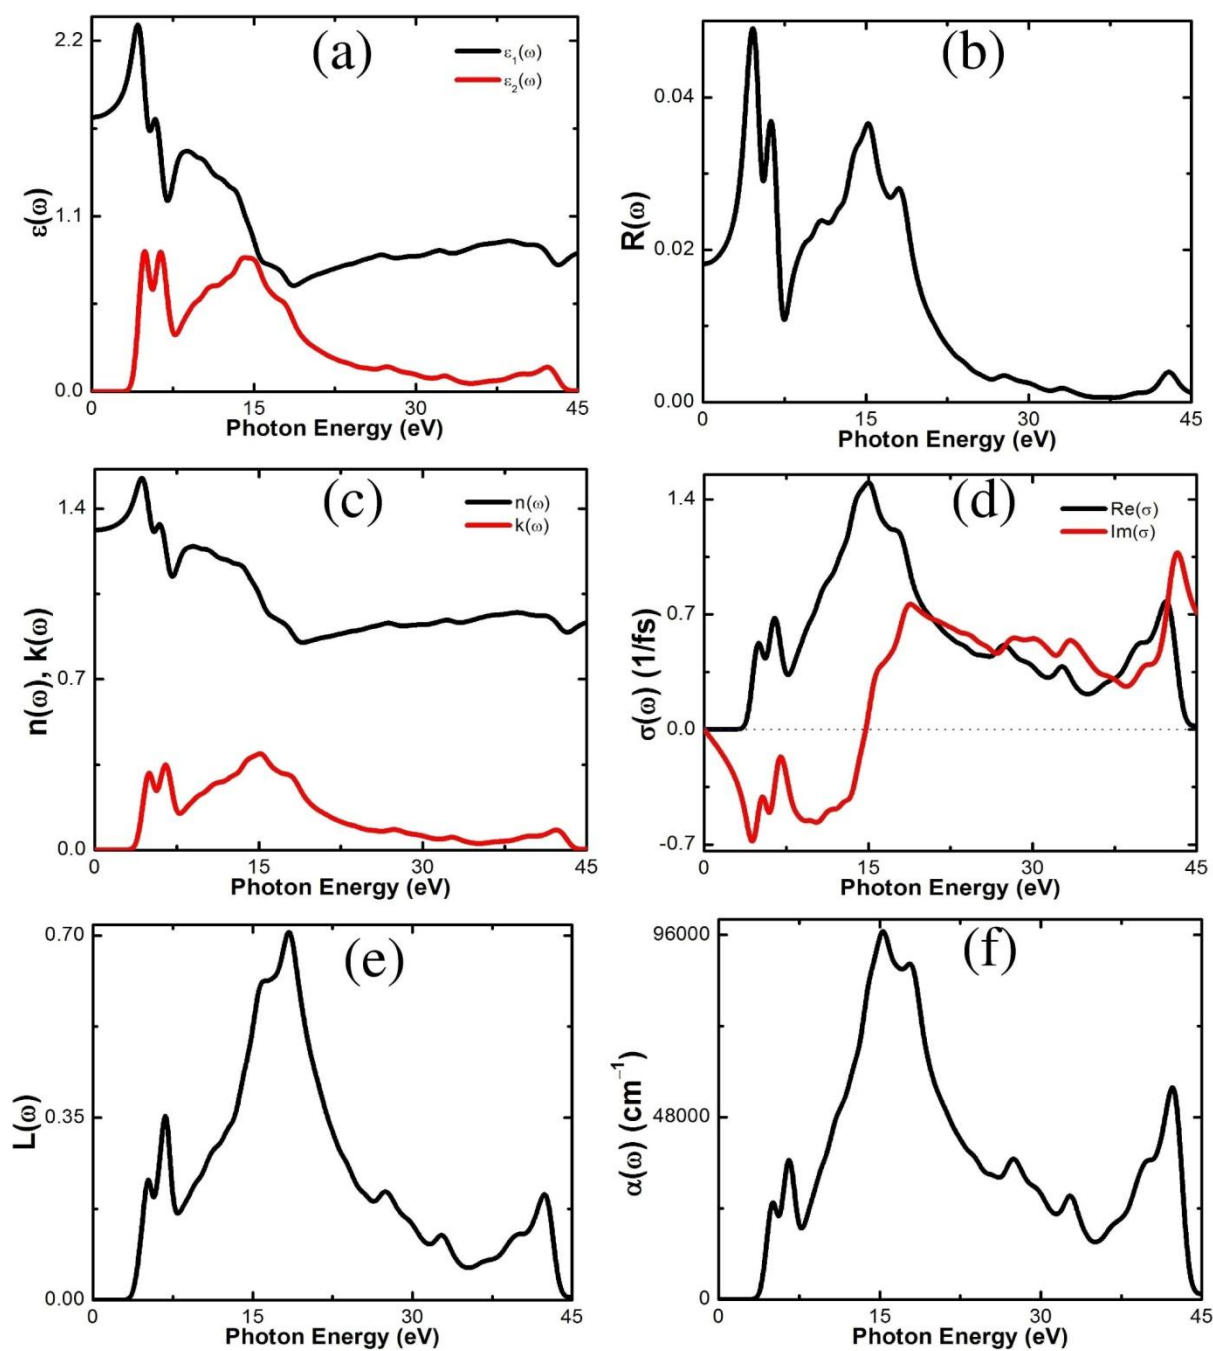 (a)
ε₁(ω)
ε₂(ω)
2.2
1.1
0.0
ε(ω)
0 15 30 45
Photon Energy (eV)
(b)
0.04
0.02
0.00
R(ω)
0 15 30 45
Photon Energy (eV)
(c)
n(ω)
k(ω)
1.4
0.7
0.0
n(ω), k(ω)
0 15 30 45
Photon Energy (eV)
(d)
Re(σ)
Im(σ)
1.4
0.7
0.0
-0.7
σ(ω) (1/fs)
0 15 30 45
Photon Energy (eV)
(e)
0.70
0.35
0.00
L(ω)
0 15 30 45
Photon Energy (eV)
(f)
96000
48000
0
α(ω) (cm⁻¹)
0 15 30 45
Photon Energy (eV)